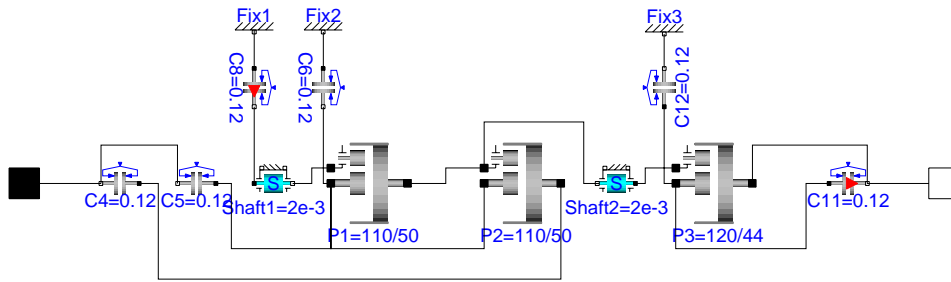 Fix1
Fix2
Fix3
C8=0.12
C6=0.12
C12=0.12
S
S
C4=0.12
C5=0.12
Shaft1=2e-3
Shaft2=2e-3
C11=0.12
P1=110/50
P2=110/50
P3=120/44